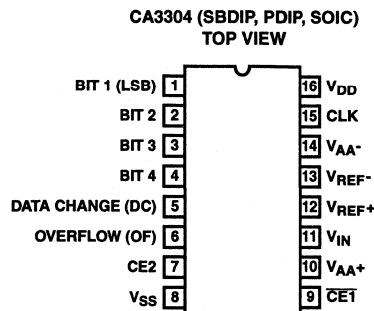 CA3304 (SBDIP, PDIP, SOIC)
TOP VIEW
BIT 1 (LSB) 1 16 VDD
BIT 2 2 15 CLK
BIT 3 3 14 VAA-
BIT 4 4 13 VREF-
DATA CHANGE (DC) 5 12 VREF+
OVERFLOW (OF) 6 11 VIN
CE2 7 10 VAA+
VSS 8 9 CE1